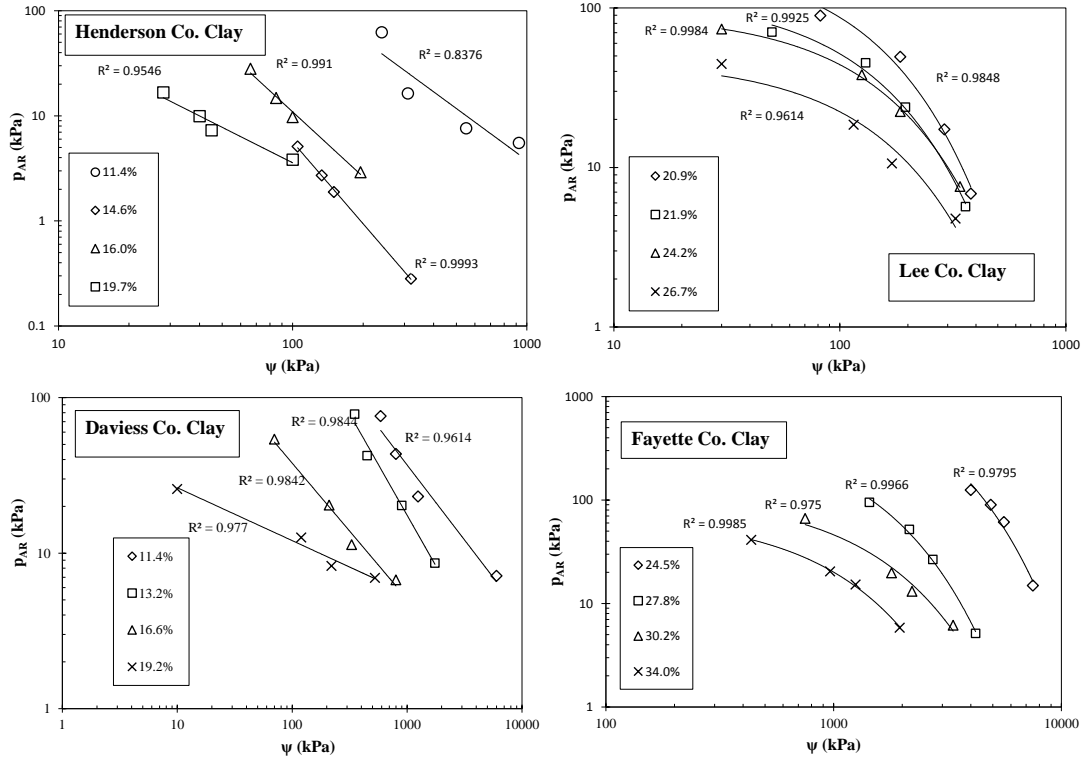 Henderson Co. Clay
R² = 0.9546
R² = 0.991
R² = 0.8376
R² = 0.9993
11.4%
14.6%
16.0%
19.7%
100
10
1
0.1
10
100
1000
p_AR (kPa)
ψ (kPa)
R² = 0.9925
R² = 0.9984
R² = 0.9848
R² = 0.9614
20.9%
21.9%
24.2%
26.7%
Lee Co. Clay
100
10
1
10
100
1000
p_AR (kPa)
ψ (kPa)
Daviess Co. Clay
R² = 0.9844
R² = 0.9614
R² = 0.9842
R² = 0.977
11.4%
13.2%
16.6%
19.2%
100
10
1
1
10
100
1000
10000
p_AR (kPa)
ψ (kPa)
Fayette Co. Clay
R² = 0.9795
R² = 0.9966
R² = 0.975
R² = 0.9985
24.5%
27.8%
30.2%
34.0%
1000
100
10
1
100
1000
10000
p_AR (kPa)
ψ (kPa)